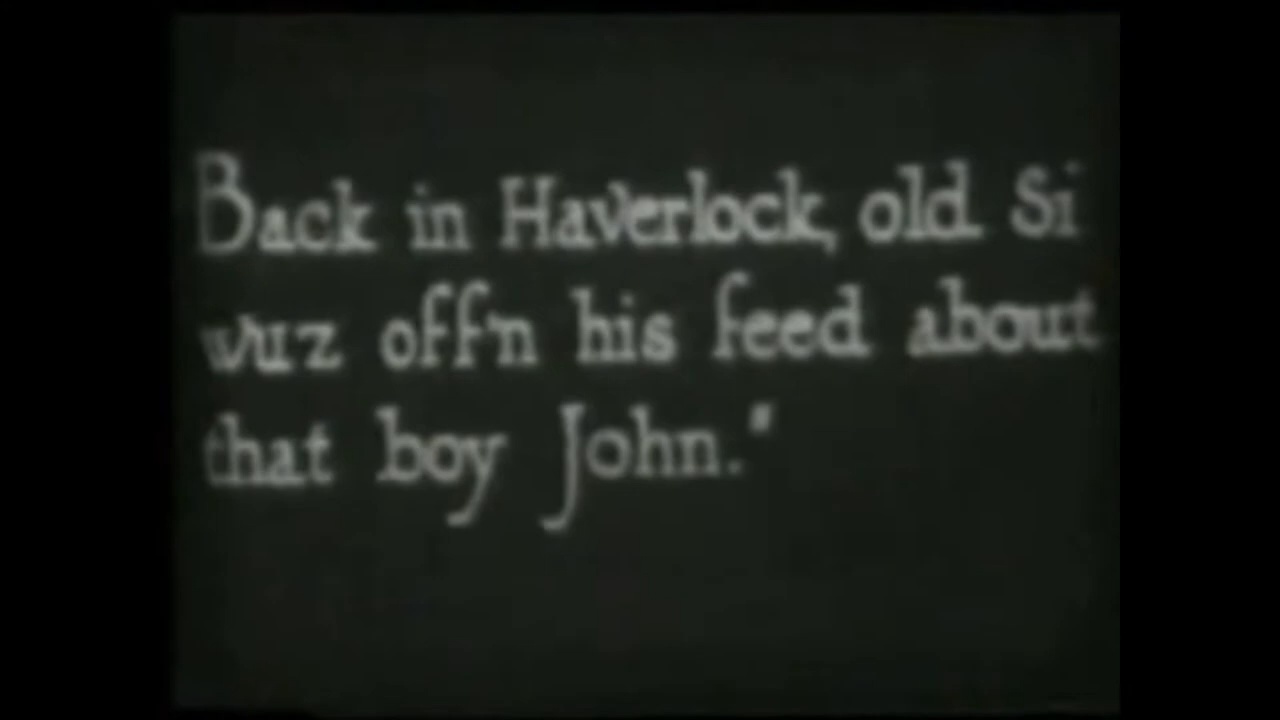 Back in Haverlock, old Si
wuz off'n his feed about
that boy John."